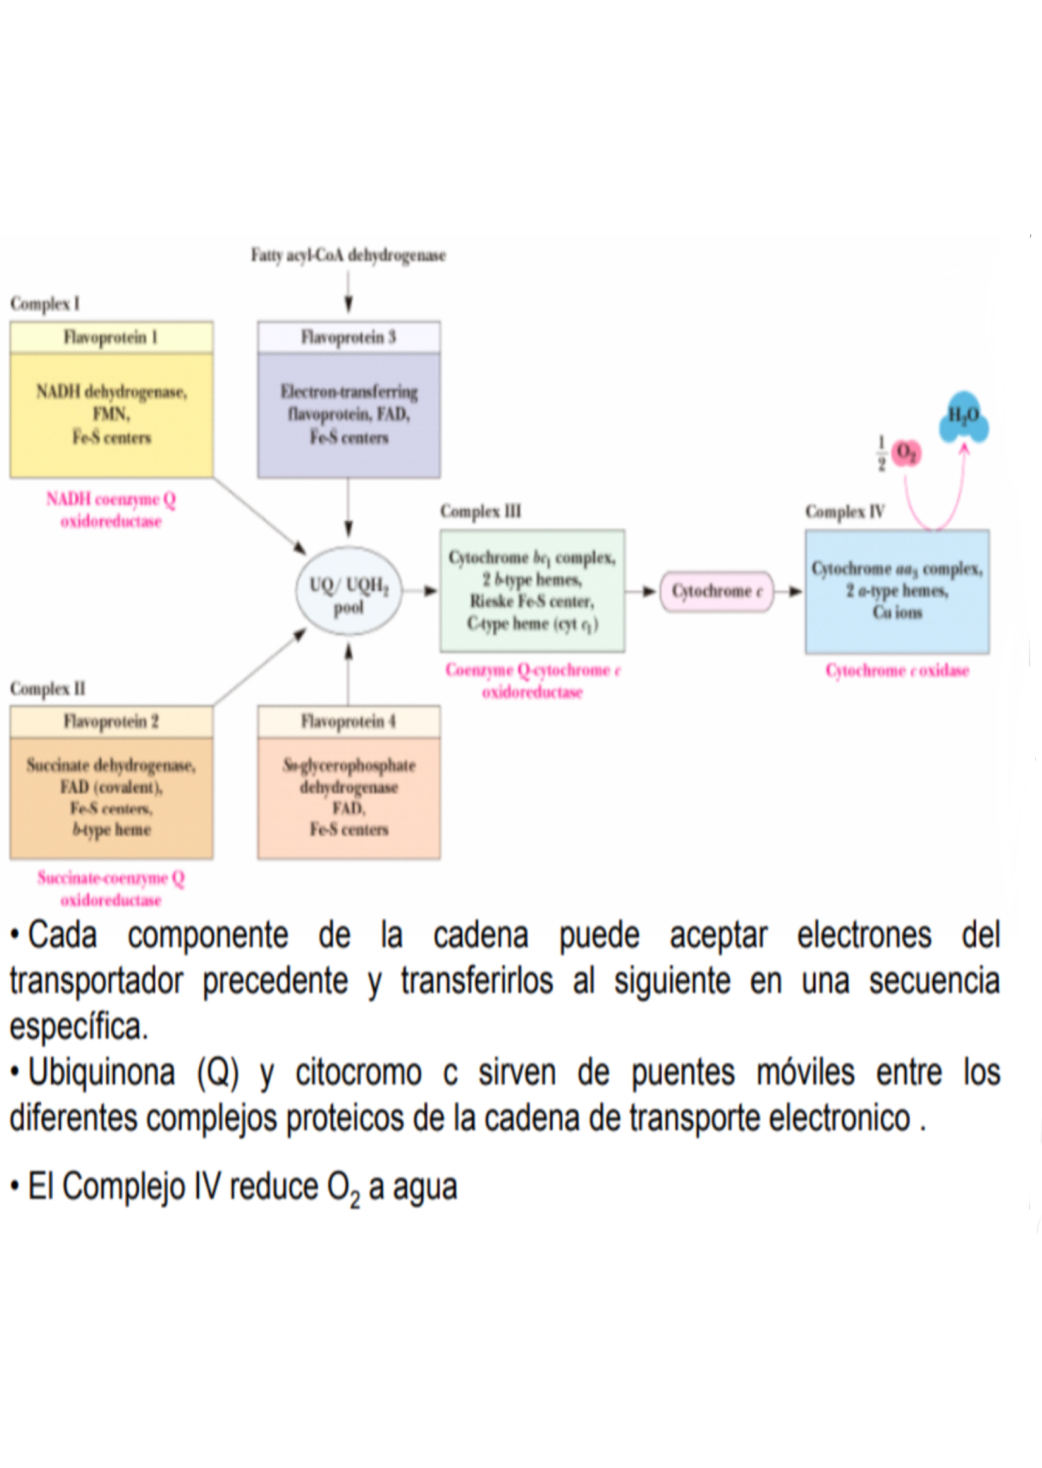 Fatty acyl-CoA dehydrogenase
Complex I
Flavoprotein 1
NADH dehydrogenase,
FMN,
Fe-S centers
NADH coenzyme Q
oxidoreductase
Flavoprotein 3
Electron-transferring
flavoprotein, FAD,
Fe-S centers
UQ/ UQH₂
pool
Complex II
Flavoprotein 2
Succinate dehydrogenase,
FAD (covalent),
Fe-S centers,
b-type heme
Succinate-coenzyme Q
oxidoreductase
Flavoprotein 4
dehydrogenase
FAD,
Fe-S centers
Complex III
Cytochrome bc₁ complex,
2 b-type hemes,
Rieske Fe-S center,
C-type heme (cyt c₁)
Coenzyme Q-cytochrome c
oxidoreductase
Cytochrome c
Complex IV
Cytochrome aa₃ complex,
2 a-type hemes,
Cu ions
Cytochrome c oxidase
1/2 O₂
H₂O
• Cada componente de la cadena puede aceptar electrones del
transportador precedente y transferirlos al siguiente en una secuencia
específica.
• Ubiquinona (Q) y citocromo c sirven de puentes móviles entre los
diferentes complejos proteicos de la cadena de transporte electronico .
• El Complejo IV reduce O₂ a agua